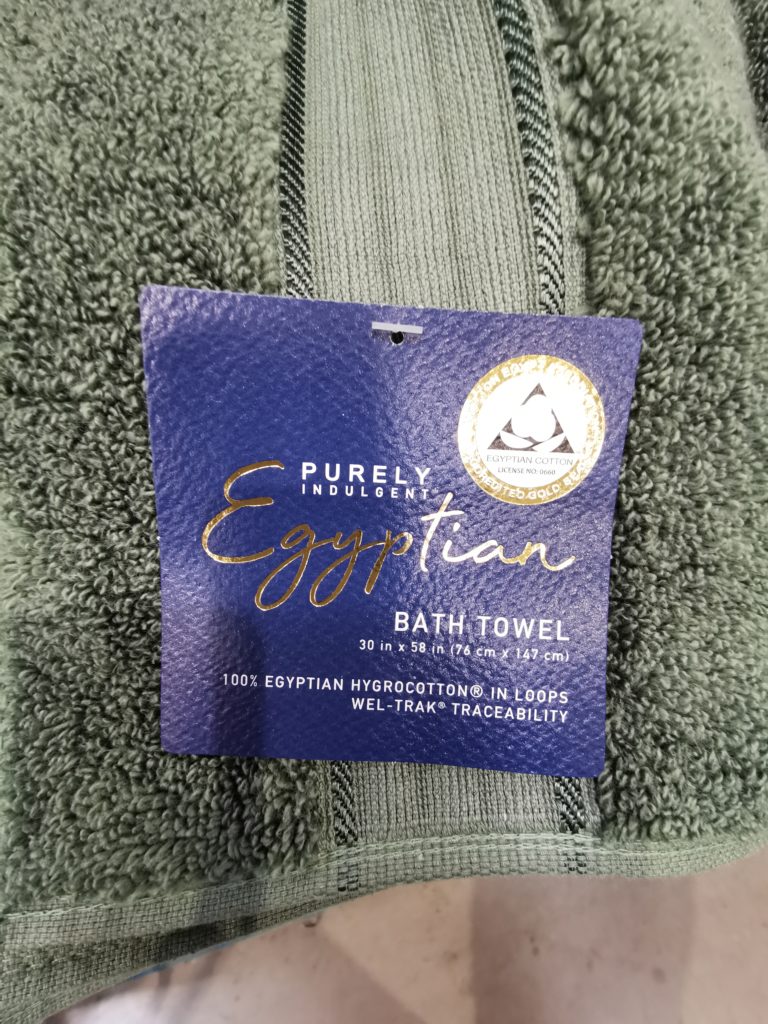 PURELY
INDULGENT
Egyptian
EGYPTIAN COTTON
LICENSE NO: 0660
BATH TOWEL
30 in x 58 in (76 cm x 147 cm)
100% EGYPTIAN HYGROCOTTON® IN LOOPS
WEL-TRAK® TRACEABILITY